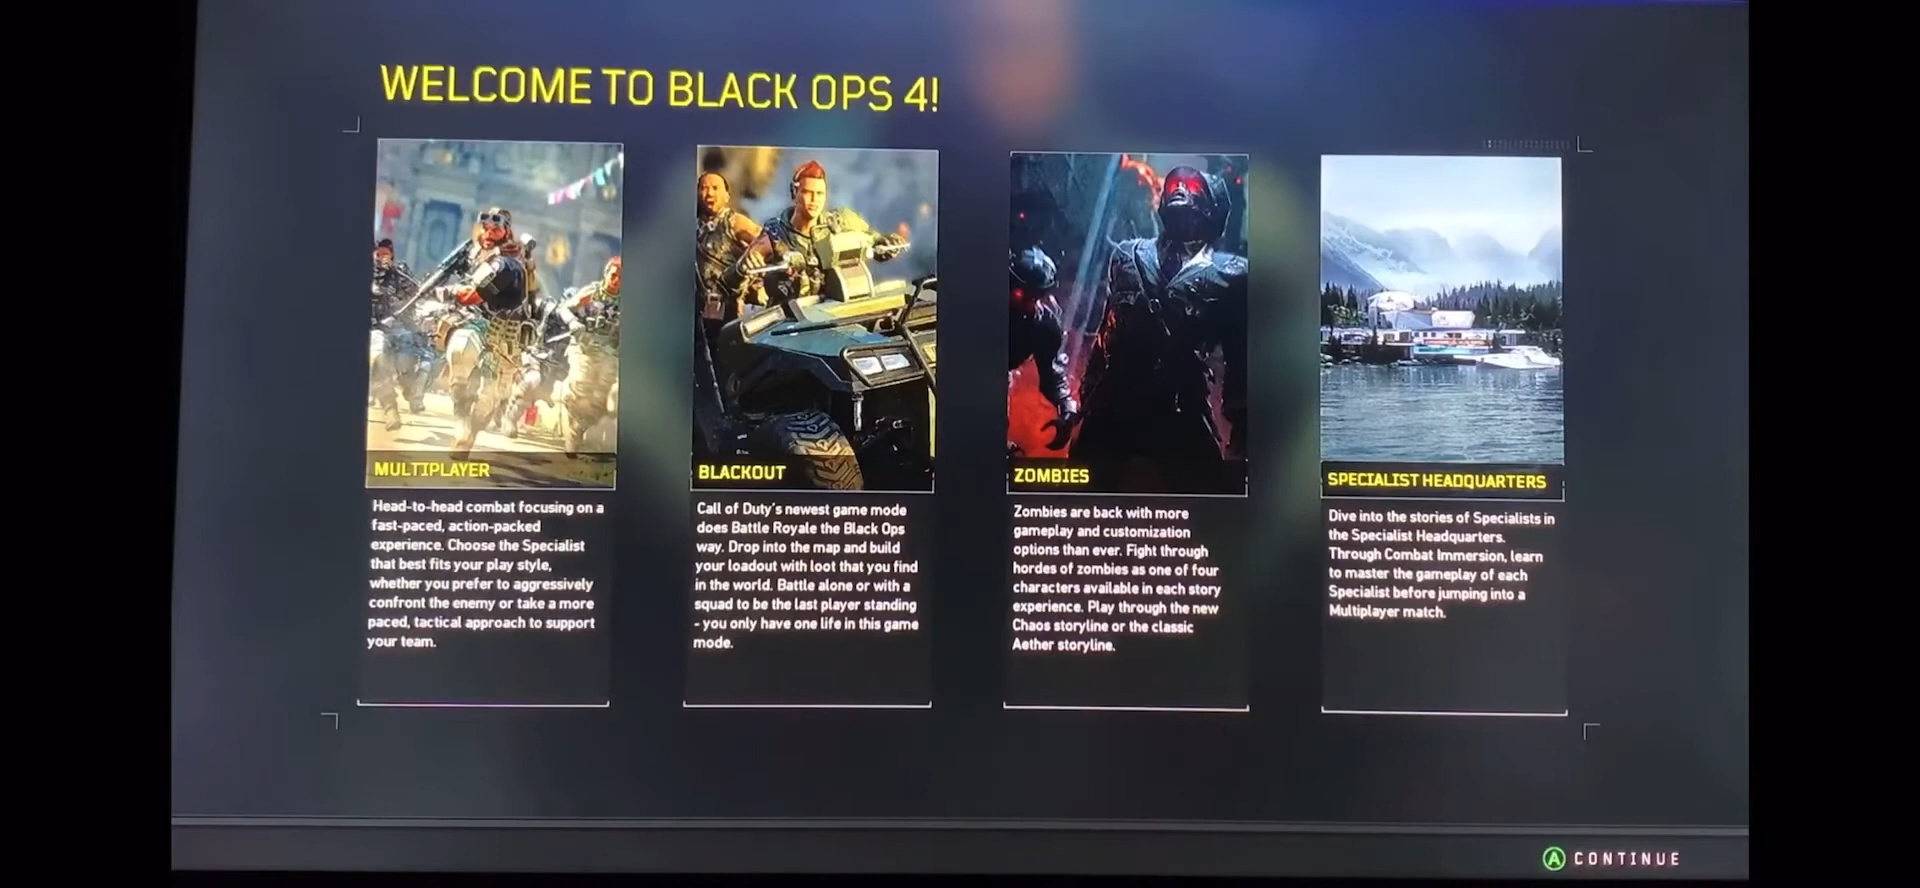 WELCOME TO BLACK OPS 4!
MULTIPLAYER
Head-to-head combat focusing on a
fast-paced, action-packed
experience. Choose the Specialist
that best fits your play style,
whether you prefer to aggressively
confront the enemy or take a more
paced, tactical approach to support
your team.
BLACKOUT
Call of Duty's newest game mode
does Battle Royale the Black Ops
way. Drop into the map and build
your loadout with loot that you find
in the world. Battle alone or with a
squad to be the last player standing
- you only have one life in this game
mode.
ZOMBIES
Zombies are back with more
gameplay and customization
options than ever. Fight through
hordes of zombies as one of four
characters available in each story
experience. Play through the new
Chaos storyline or the classic
Aether storyline.
SPECIALIST HEADQUARTERS
Dive into the stories of Specialists in
the Specialist Headquarters.
Through Combat Immersion, learn
to master the gameplay of each
Specialist before jumping into a
Multiplayer match.
A CONTINUE